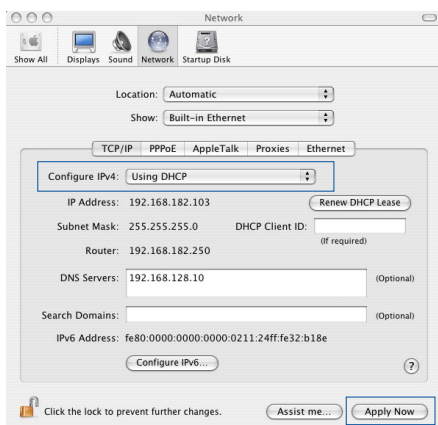 Network
Show All Displays Sound Network Startup Disk
Location: Automatic
Show: Built-in Ethernet
TCP/IP PPPoE AppleTalk Proxies Ethernet
Configure IPv4: Using DHCP
IP Address: 192.168.182.103 Renew DHCP Lease
Subnet Mask: 255.255.255.0 DHCP Client ID:
(If required)
Router: 192.168.182.250
DNS Servers: 192.168.128.10 (Optional)
Search Domains: (Optional)
IPv6 Address: fe80:0000:0000:0000:0211:24ff:fe32:b18e
Configure IPv6... ?
Click the lock to prevent further changes. Assist me... Apply Now